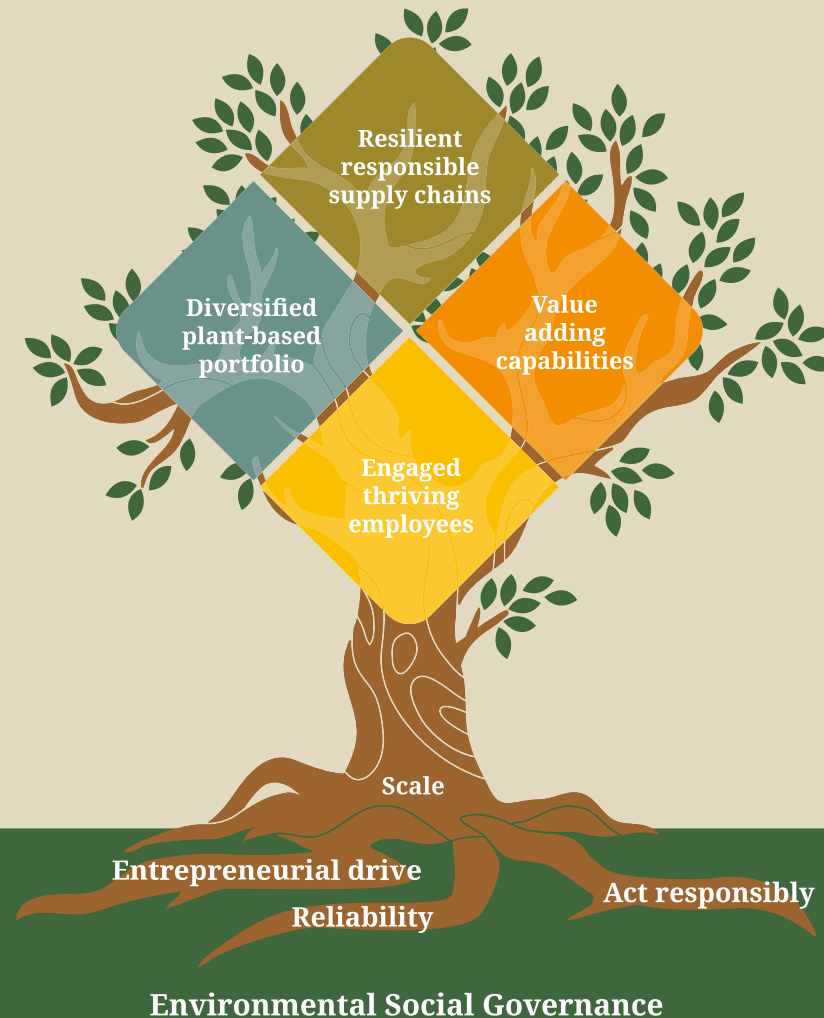 Resilient
responsible
supply chains
Diversified
plant-based
portfolio
Value
adding
capabilities
Engaged
thriving
employees
Scale
Entrepreneurial drive
Act responsibly
Reliability
Environmental Social Governance